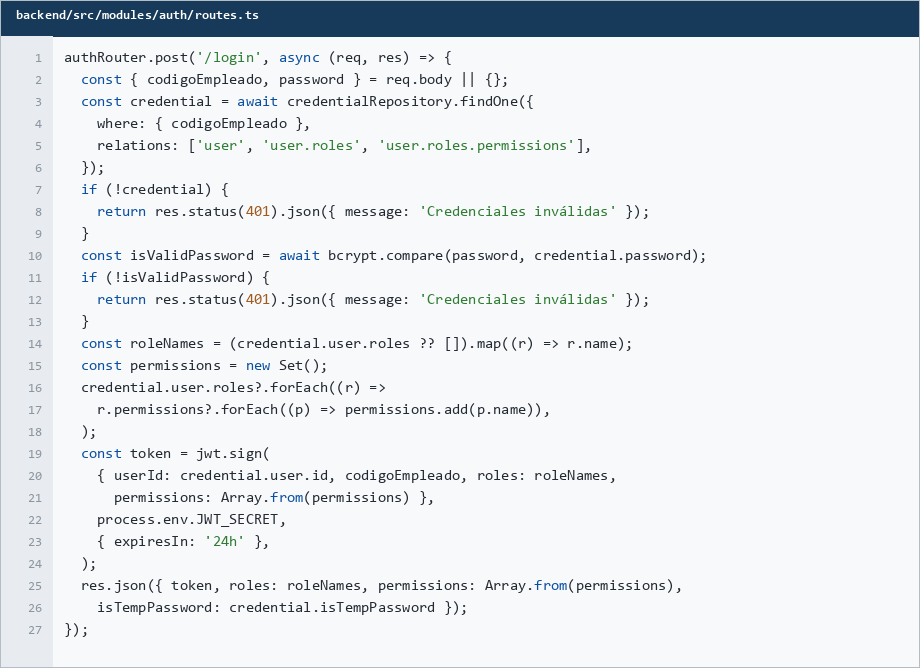 backend/src/modules/auth/routes.ts
1 authRouter.post('/login', async (req, res) => {
2   const { codigoEmpleado, password } = req.body || {};
3   const credential = await credentialRepository.findOne({
4     where: { codigoEmpleado },
5     relations: ['user', 'user.roles', 'user.roles.permissions'],
6   });
7   if (!credential) {
8     return res.status(401).json({ message: 'Credenciales inválidas' });
9   }
10   const isValidPassword = await bcrypt.compare(password, credential.password);
11   if (!isValidPassword) {
12     return res.status(401).json({ message: 'Credenciales inválidas' });
13   }
14   const roleNames = (credential.user.roles ?? []).map((r) => r.name);
15   const permissions = new Set();
16   credential.user.roles?.forEach((r) =>
17     r.permissions?.forEach((p) => permissions.add(p.name)),
18   );
19   const token = jwt.sign(
20     { userId: credential.user.id, codigoEmpleado, roles: roleNames,
21       permissions: Array.from(permissions) },
22     process.env.JWT_SECRET,
23     { expiresIn: '24h' },
24   );
25   res.json({ token, roles: roleNames, permissions: Array.from(permissions),
26     isTempPassword: credential.isTempPassword });
27 });